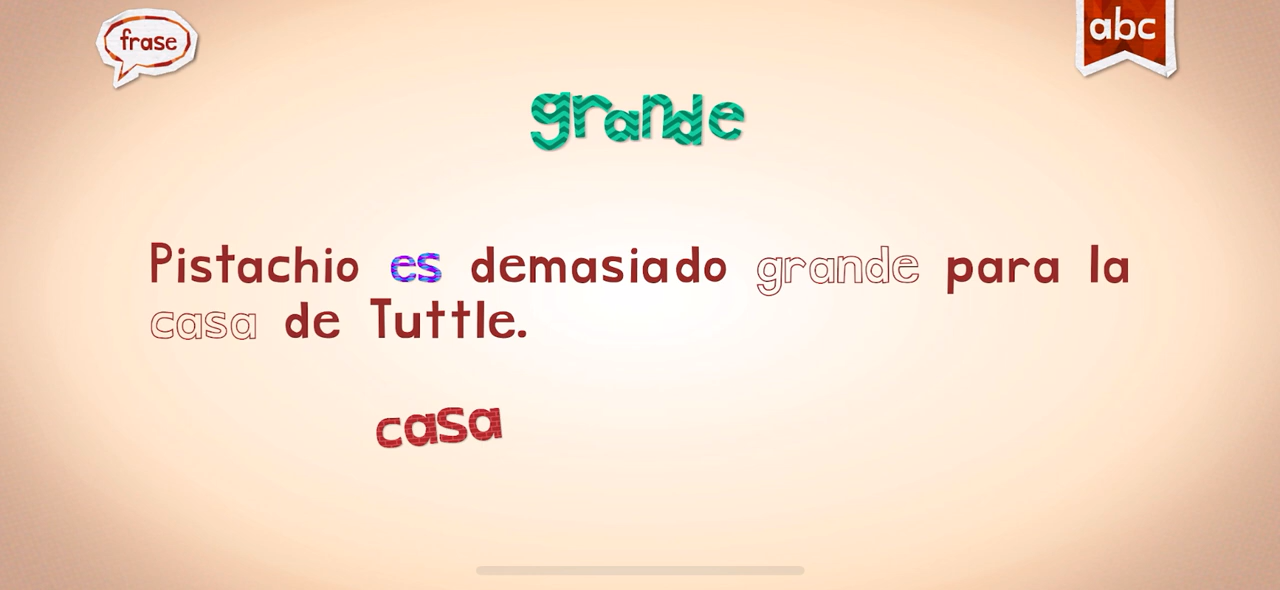 frase
abc
grande
Pistachio es demasiado grande para la
casa de Tuttle.
casa